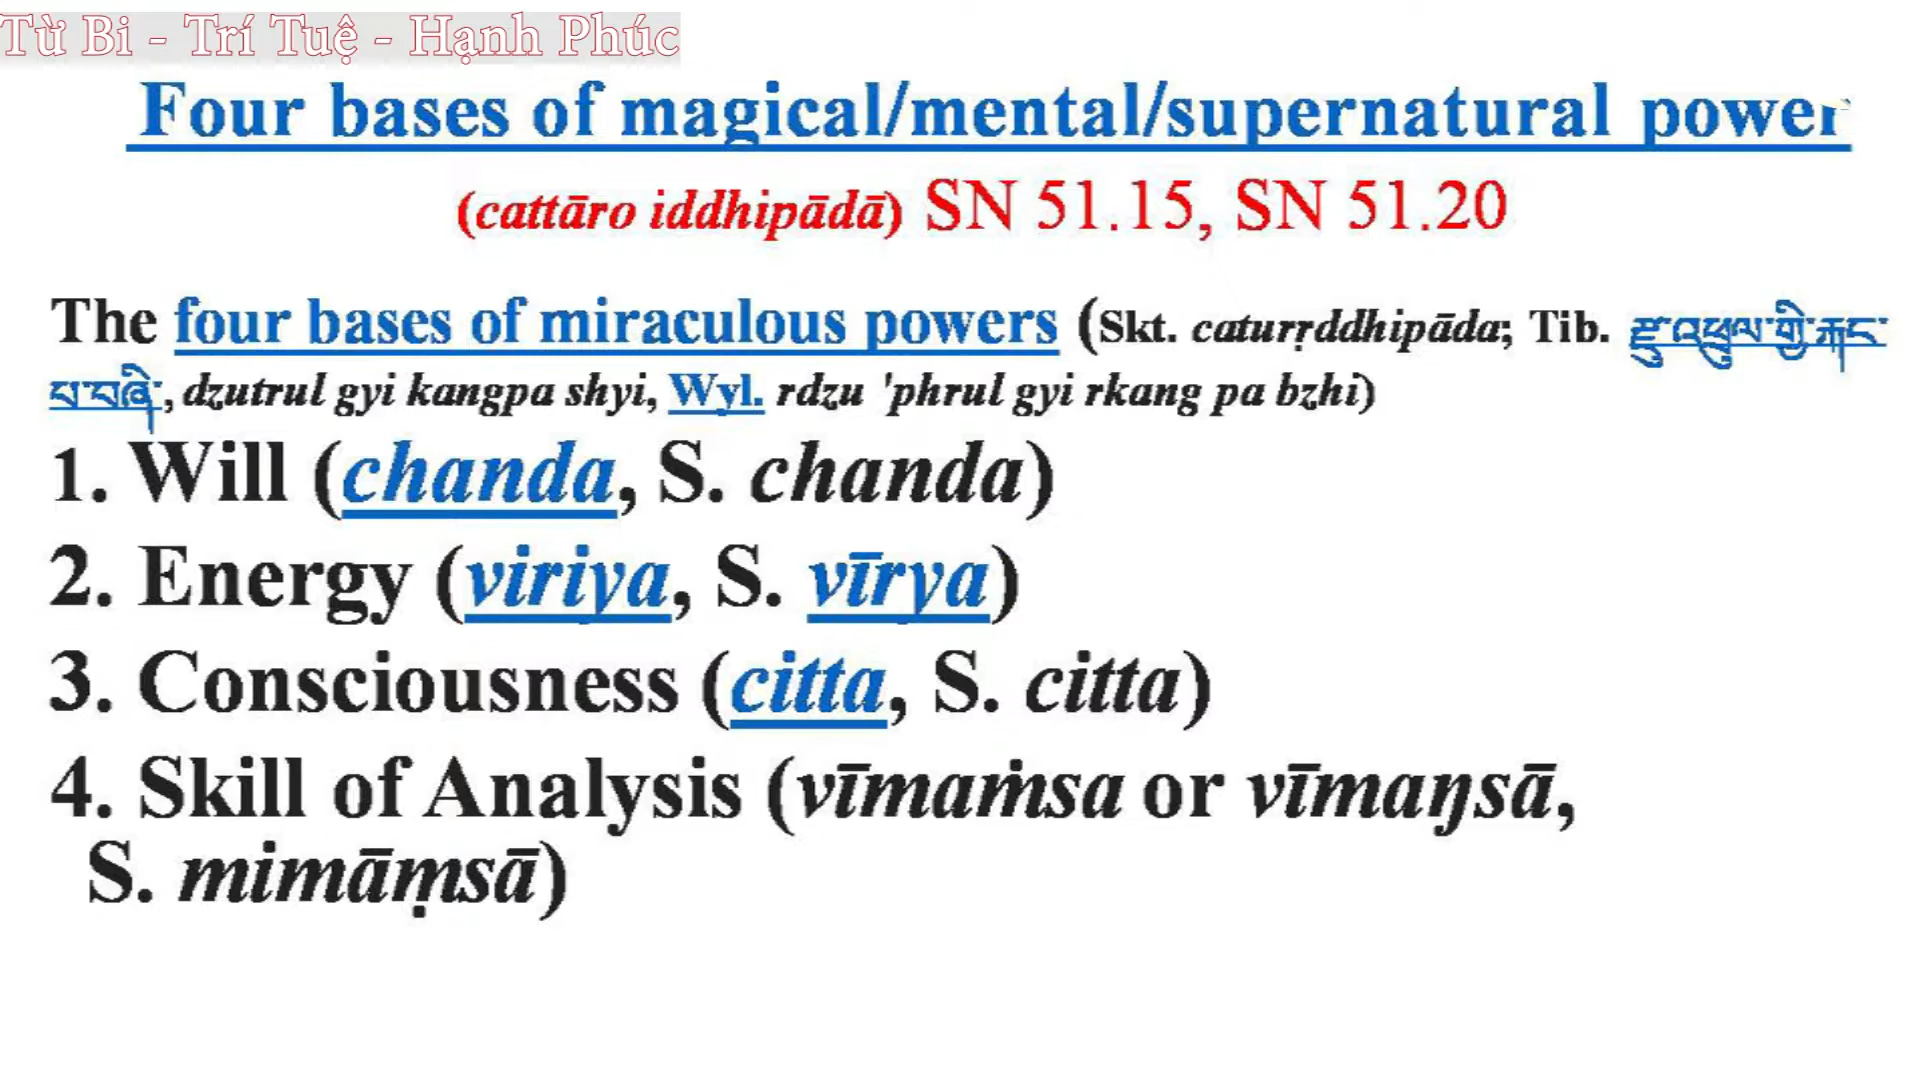 Từ Bi - Trí Tuệ - Hạnh Phúc
Four bases of magical/mental/supernatural power
(cattāro iddhipādā) SN 51.15, SN 51.20
The four bases of miraculous powers (Skt. caturṛddhipāda; Tib. རྫུ་འཕྲུལ་གྱི་རྐང་
པ་བཞི་, dzutrul gyi kangpa shyi, Wyl. rdzu 'phrul gyi rkang pa bzhi)
1. Will (chanda, S. chanda)
2. Energy (viriya, S. vīrya)
3. Consciousness (citta, S. citta)
4. Skill of Analysis (vīmaṁsa or vīmaŋsā,
S. mimāṃsā)